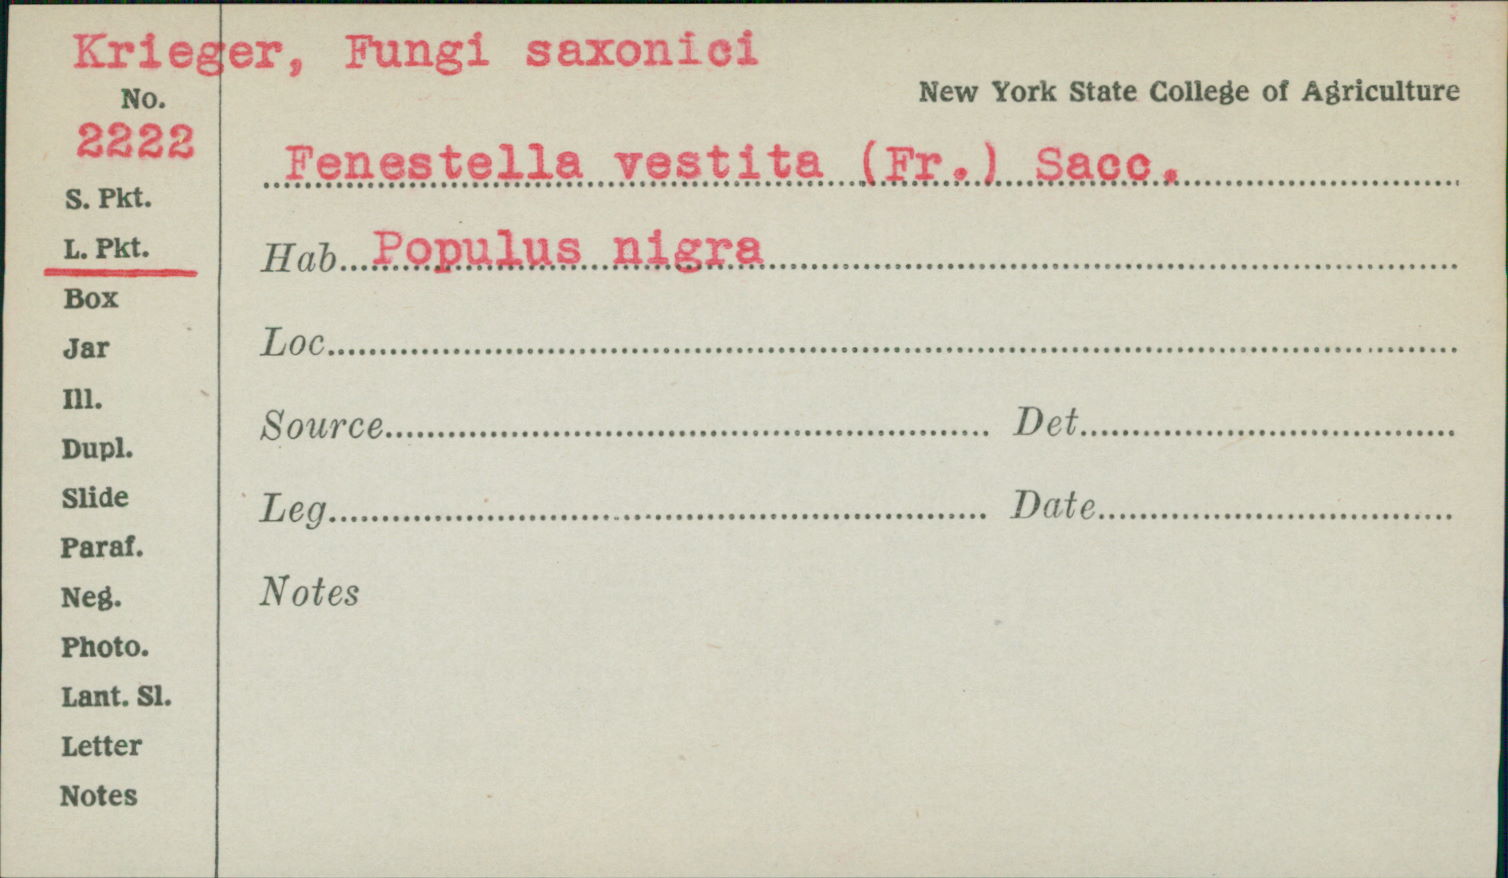 Krieger, Fungi saxonici
New York State College of Agriculture
No.
2222
Fenestella vestita (Fr.) Sacc.
S. Pkt.
L. Pkt.
Hab. Populus nigra
Box
Jar
Loc.
Ill.
Source Det.
Dupl.
Slide
Leg. Date
Paraf.
Neg.
Notes
Photo.
Lant. Sl.
Letter
Notes